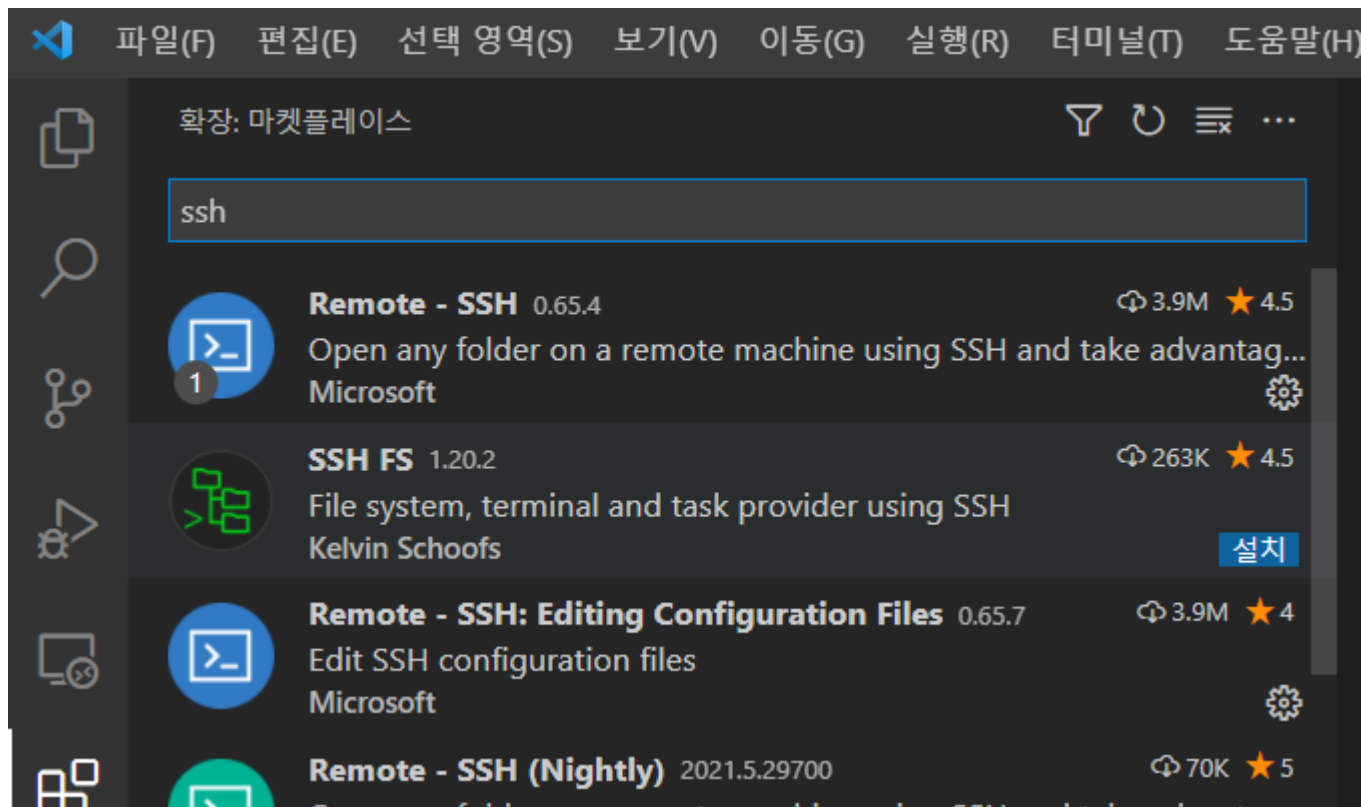 파일(F) 편집(E) 선택 영역(S) 보기(V) 이동(G) 실행(R) 터미널(T) 도움말(H)
확장: 마켓플레이스
ssh
Remote - SSH 0.65.4 3.9M ★ 4.5
Open any folder on a remote machine using SSH and take advantag...
1
Microsoft
SSH FS 1.20.2 263K ★ 4.5
File system, terminal and task provider using SSH
Kelvin Schoofs 설치
Remote - SSH: Editing Configuration Files 0.65.7 3.9M ★ 4
Edit SSH configuration files
Microsoft
Remote - SSH (Nightly) 2021.5.29700 70K ★ 5